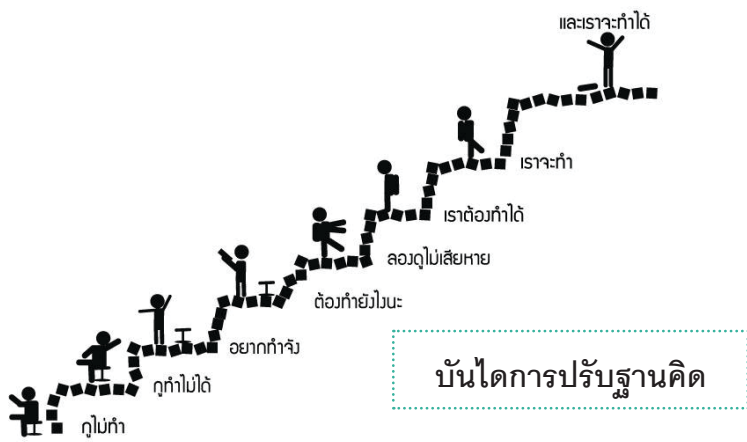 และเราจะทำได้
เราจะทำ
เราต้องทำได้
ลองดูไม่เสียหาย
ต้องทำยังไงนะ
อยากทำจัง
กูทำไม่ได้
กูไม่ทำ
บันไดการปรับฐานคิด